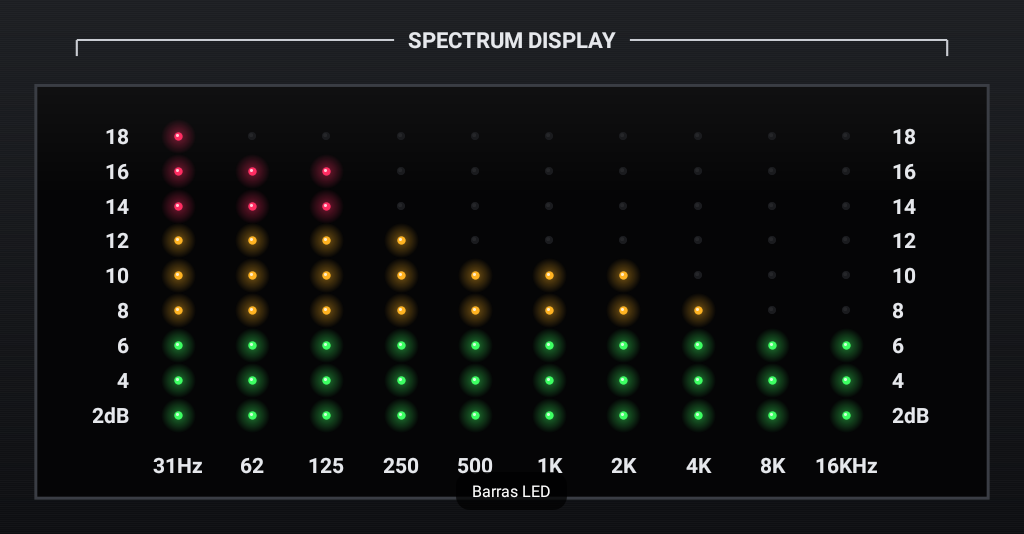 SPECTRUM DISPLAY
18 18
16 16
14 14
12 12
10 10
8 8
6 6
4 4
2dB 2dB
31Hz 62 125 250 500 1K 2K 4K 8K 16KHz
Barras LED